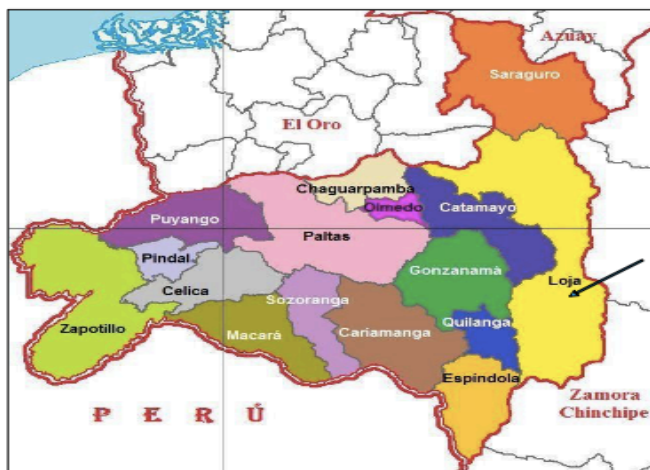 Azuay
Saraguro
El Oro
Chaguarpamba
Olmedo
Catamayo
Puyango
Paltas
Pindal
Gonzanamá
Loja
Celica
Sozoranga
Zapotillo
Macará
Cariamanga
Quilanga
Espíndola
Zamora
Chinchipe
PERÚ